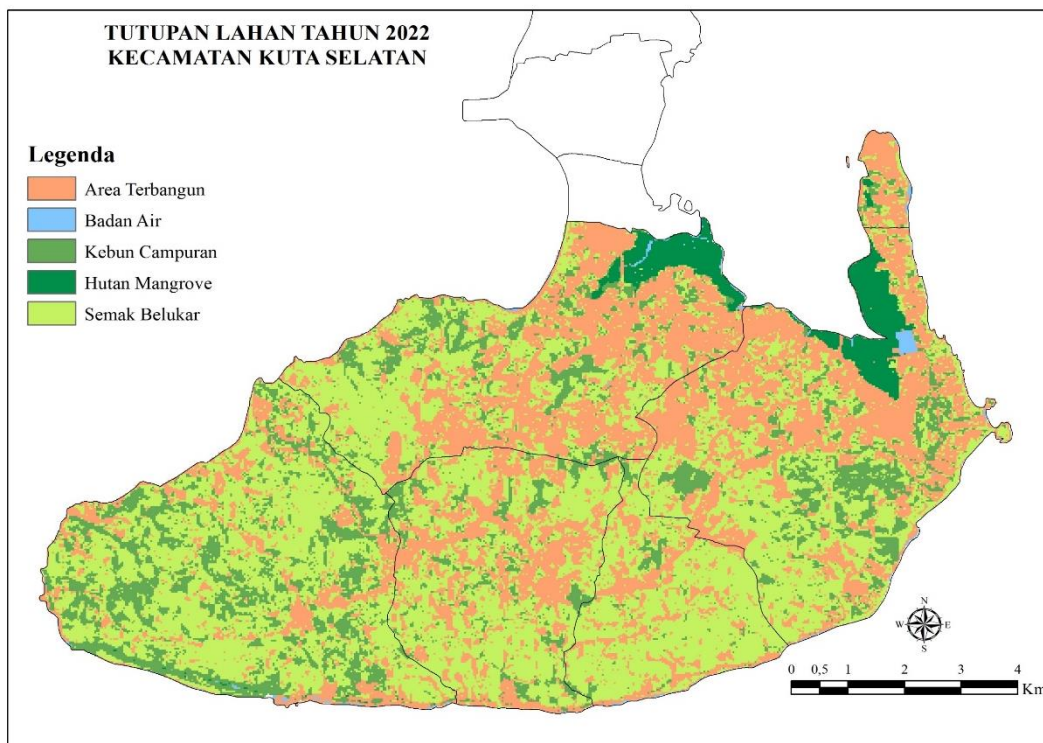 TUTUPAN LAHAN TAHUN 2022
KECAMATAN KUTA SELATAN
Legenda
Area Terbangun
Badan Air
Kebun Campuran
Hutan Mangrove
Semak Belukar
N
W E
S
0 0,5 1 2 3 4
Km